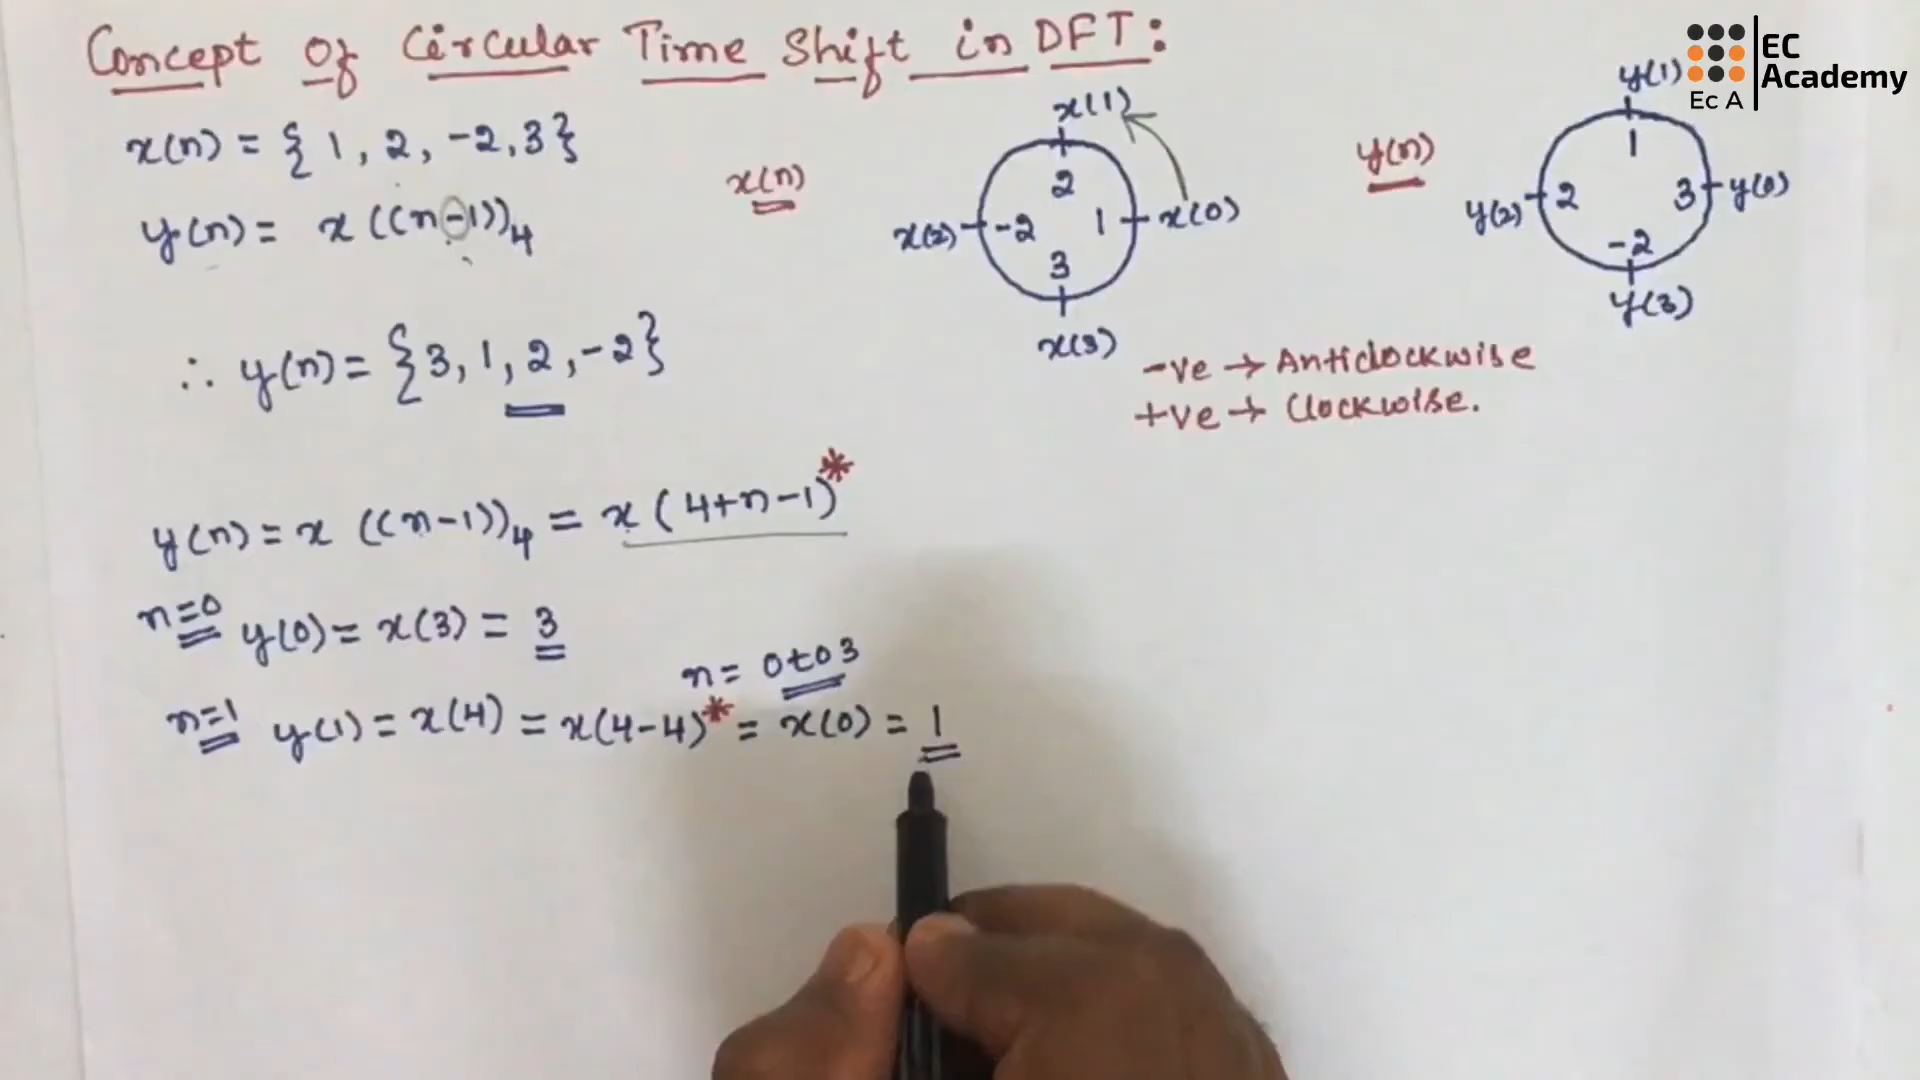 Concept Of Circular Time Shift in DFT:
EC Academy
Ec A
x(n) = {1, 2, -2, 3}
y(n) = x((n-1))4
∴ y(n) = {3, 1, 2, -2}
x(n)
x(1)
2
x(2) -2 1 x(0)
3
x(3)
y(n)
y(1)
1
y(2) 2 3 y(0)
-2
y(3)
-ve → Anticlockwise
+ve → Clockwise.
y(n) = x((n-1))4 = x(4+n-1)*
n=0 y(0) = x(3) = 3
n = 0 to 3
n=1 y(1) = x(4) = x(4-4)* = x(0) = 1